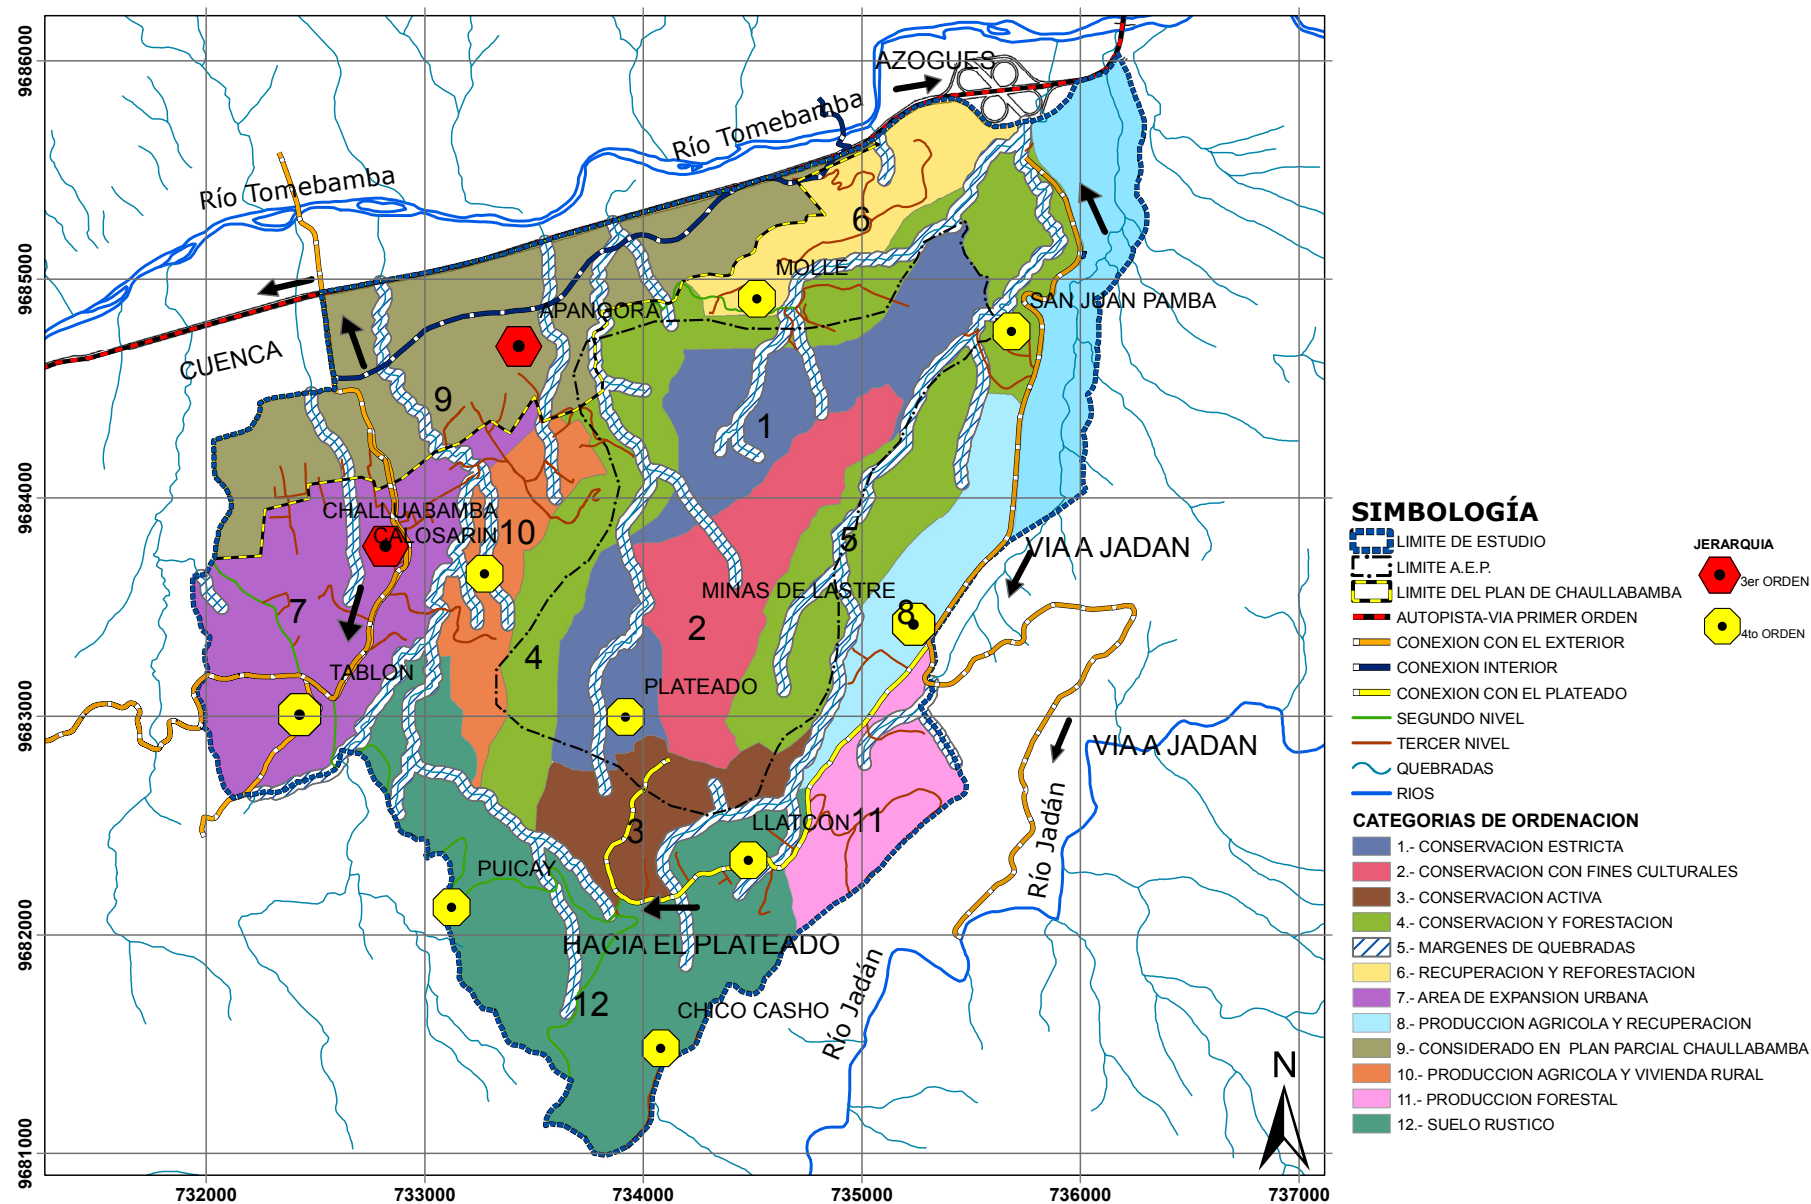 AZOGUES
Río Tomebamba
Río Tomebamba
6
MOLLE
SAN JUAN PAMBA
APANGORA
CUENCA
9
1
CHALLUABAMBA
CALOSARIN
10
5
VIA A JADAN
MINAS DE LASTRE
7
8
2
4
TABLON
PLATEADO
VIA A JADAN
3
LLATCON
11
Río Jadán
PUICAY
HACIA EL PLATEADO
12
CHICO CASHO
Río Jadán
N
9686000
9685000
9684000
9683000
9682000
9681000
732000
733000
734000
735000
736000
737000
SIMBOLOGÍA
LIMITE DE ESTUDIO
LIMITE A.E.P.
LIMITE DEL PLAN DE CHAULLABAMBA
AUTOPISTA-VIA PRIMER ORDEN
CONEXION CON EL EXTERIOR
CONEXION INTERIOR
CONEXION CON EL PLATEADO
SEGUNDO NIVEL
TERCER NIVEL
QUEBRADAS
RIOS
JERARQUIA
3er ORDEN
4to ORDEN
CATEGORIAS DE ORDENACION
1.- CONSERVACION ESTRICTA
2.- CONSERVACION CON FINES CULTURALES
3.- CONSERVACION ACTIVA
4.- CONSERVACION Y FORESTACION
5.- MARGENES DE QUEBRADAS
6.- RECUPERACION Y REFORESTACION
7.- AREA DE EXPANSION URBANA
8.- PRODUCCION AGRICOLA Y RECUPERACION
9.- CONSIDERADO EN PLAN PARCIAL CHAULLABAMBA
10.- PRODUCCION AGRICOLA Y VIVIENDA RURAL
11.- PRODUCCION FORESTAL
12.- SUELO RUSTICO